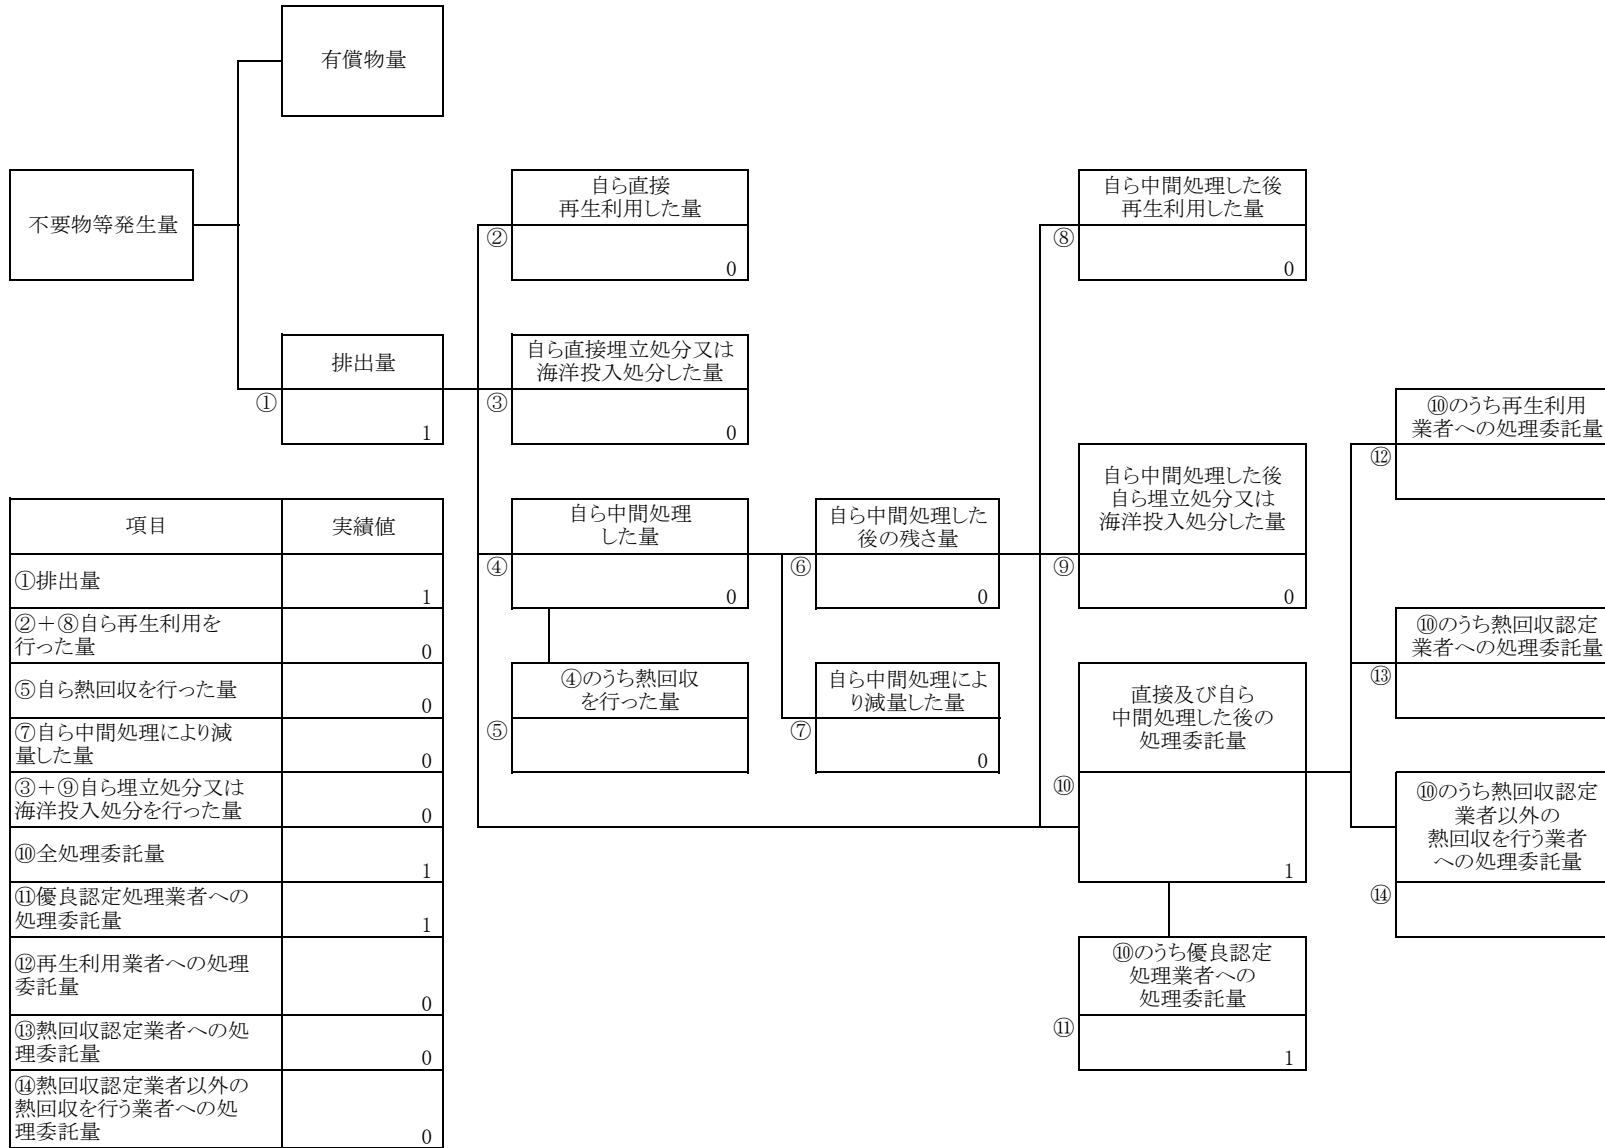 有償物量
不要物等発生量
自ら直接
再生利用した量
②
0
自ら中間処理した後
再生利用した量
⑧
0
排出量
①
1
自ら直接埋立処分又は
海洋投入処分した量
③
0
⑩のうち再生利用
業者への処理委託量
⑫
自ら中間処理した後
自ら埋立処分又は
海洋投入処分した量
⑨
0
自ら中間処理
した量
④
0
自ら中間処理した
後の残さ量
⑥
0
⑩のうち熱回収認定
業者への処理委託量
⑬
④のうち熱回収
を行った量
⑤
自ら中間処理によ
り減量した量
⑦
0
直接及び自ら
中間処理した後の
処理委託量
⑩
1
⑩のうち熱回収認定
業者以外の
熱回収を行う業者
への処理委託量
⑭
⑩のうち優良認定
処理業者への
処理委託量
⑪
1
項目 実績値
①排出量 1
②+⑧自ら再生利用を
行った量 0
⑤自ら熱回収を行った量 0
⑦自ら中間処理により減
量した量 0
③+⑨自ら埋立処分又は
海洋投入処分を行った量 0
⑩全処理委託量 1
⑪優良認定処理業者への
処理委託量 1
⑫再生利用業者への処理
委託量 0
⑬熱回収認定業者への処
理委託量 0
⑭熱回収認定業者以外の
熱回収を行う業者への処
理委託量 0